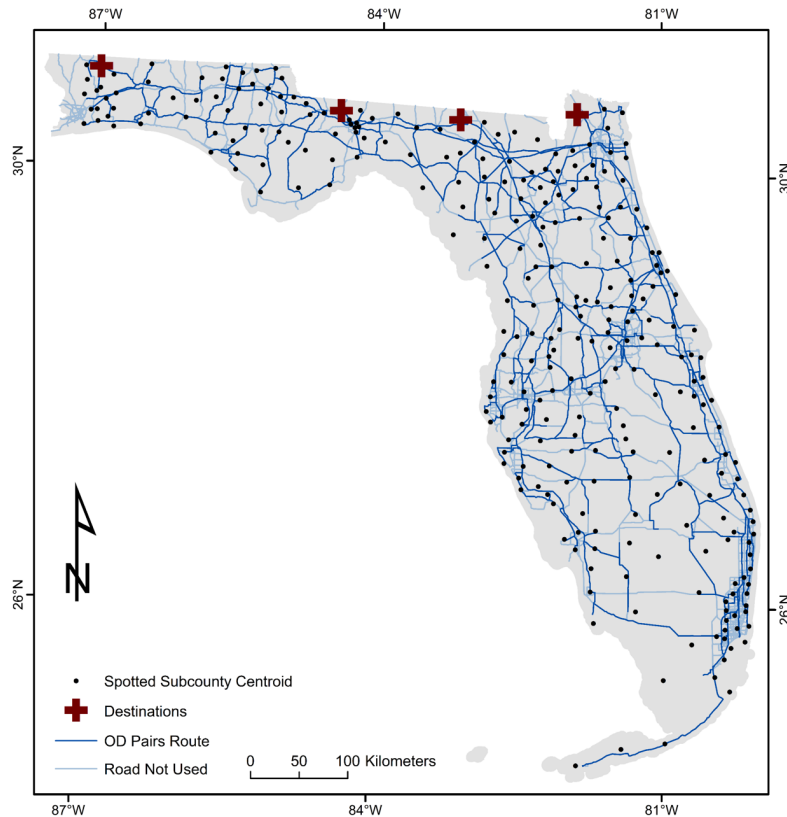 87°W 84°W 81°W
30°N 30°N
26°N 26°N
N
Spotted Subcounty Centroid
Destinations
OD Pairs Route
Road Not Used
0 50 100 Kilometers
87°W 84°W 81°W